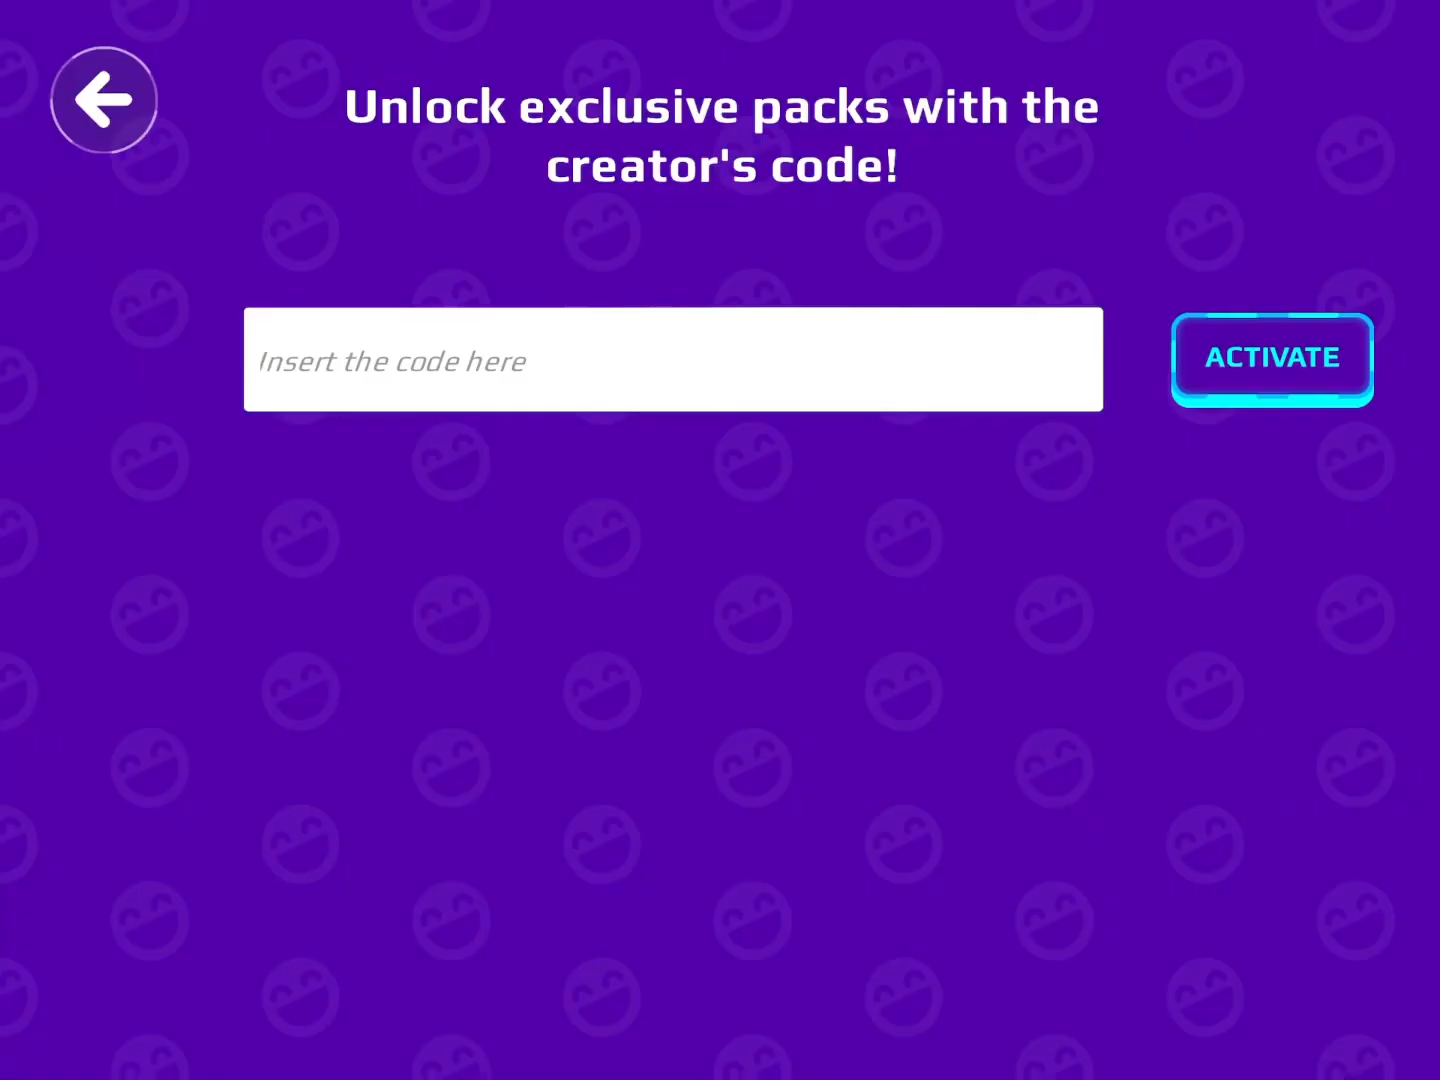 Unlock exclusive packs with the
creator's code!
Insert the code here
ACTIVATE